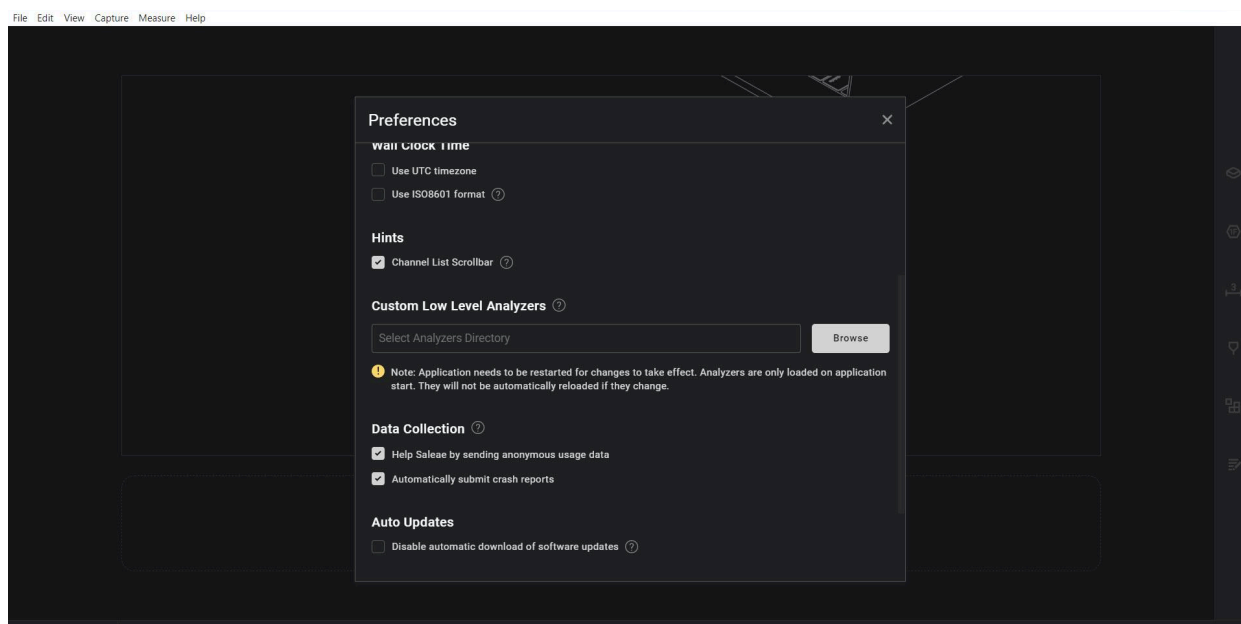 File Edit View Capture Measure Help
Preferences
Wall Clock Time
Use UTC timezone
Use ISO8601 format ?
Hints
Channel List Scrollbar ?
Custom Low Level Analyzers ?
Select Analyzers Directory
Browse
Note: Application needs to be restarted for changes to take effect. Analyzers are only loaded on application
start. They will not be automatically reloaded if they change.
Data Collection ?
Help Saleae by sending anonymous usage data
Automatically submit crash reports
Auto Updates
Disable automatic download of software updates ?